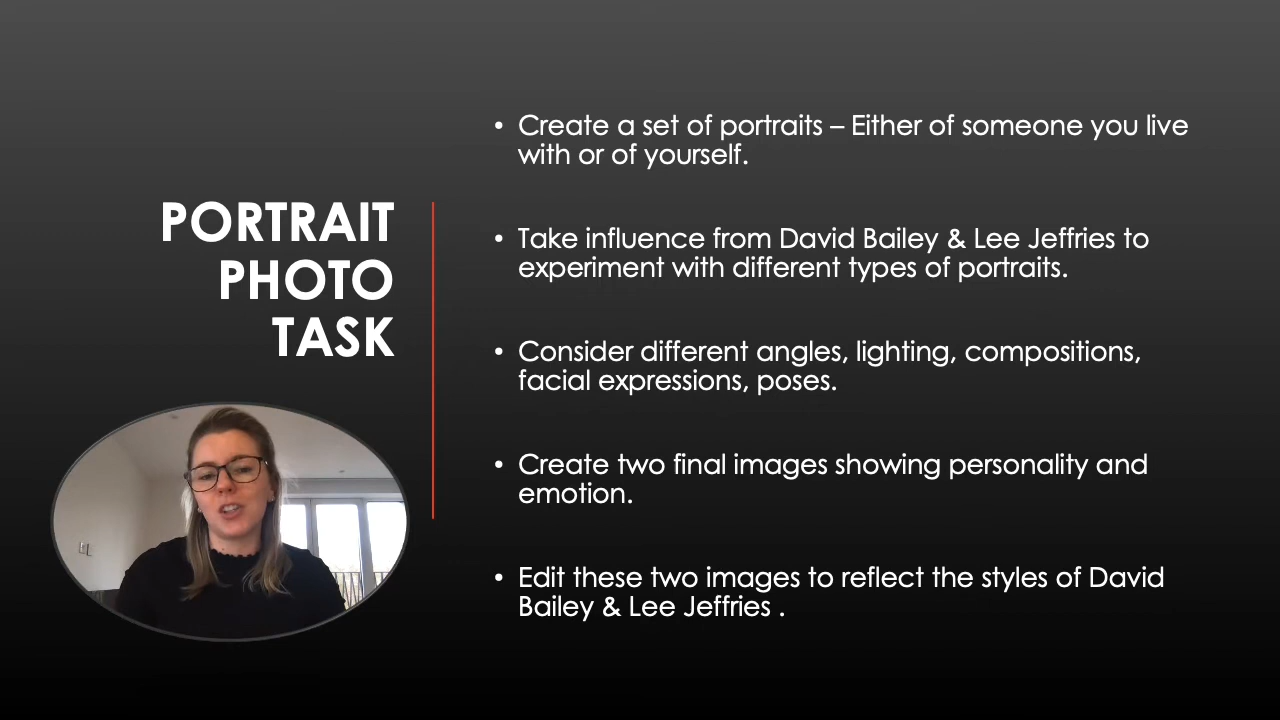 PORTRAIT
PHOTO
TASK
• Create a set of portraits – Either of someone you live
with or of yourself.
• Take influence from David Bailey & Lee Jeffries to
experiment with different types of portraits.
• Consider different angles, lighting, compositions,
facial expressions, poses.
• Create two final images showing personality and
emotion.
• Edit these two images to reflect the styles of David
Bailey & Lee Jeffries .